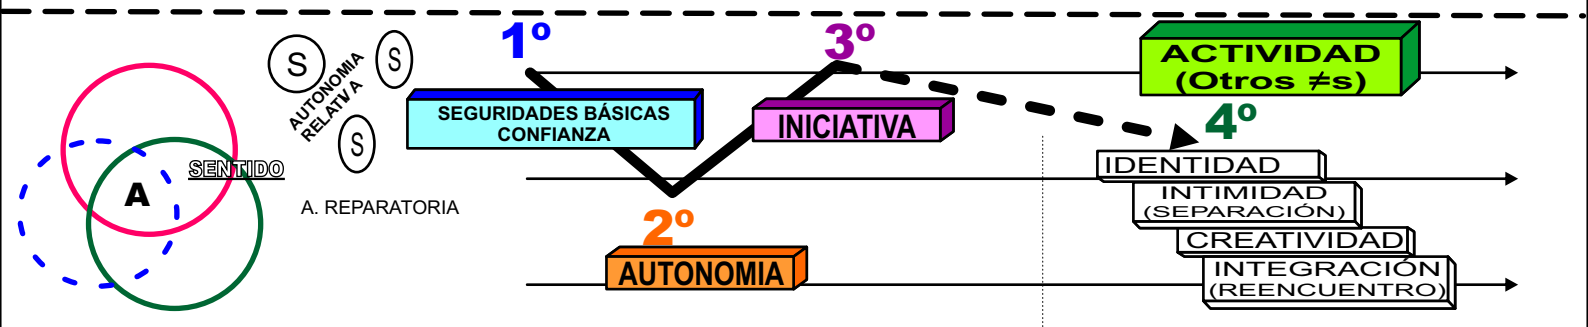 A
SENTIDO
S
S
S
AUTONOMIA
RELATIVA
A. REPARATORIA
1º
SEGURIDADES BÁSICAS
CONFIANZA
2º
AUTONOMIA
3º
INICIATIVA
ACTIVIDAD
(Otros ≠s)
4º
IDENTIDAD
INTIMIDAD
(SEPARACIÓN)
CREATIVIDAD
INTEGRACIÓN
(REENCUENTRO)